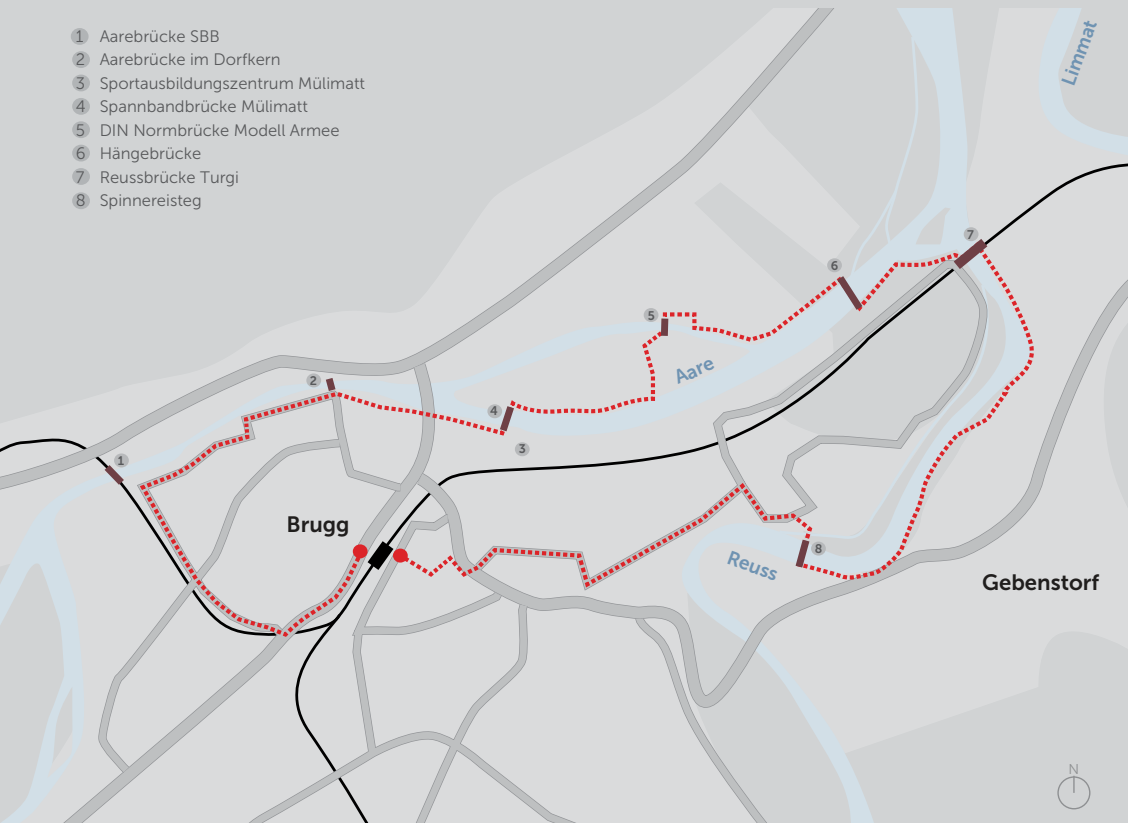 1 Aarebrücke SBB
2 Aarebrücke im Dorfkern
3 Sportausbildungszentrum Mülimatt
4 Spannbandbrücke Mülimatt
5 DIN Normbrücke Modell Armee
6 Hängebrücke
7 Reussbrücke Turgi
8 Spinnereisteg
Limmat
7
6
5
Aare
2
4
3
1
Brugg
8
Reuss
Gebenstorf
N